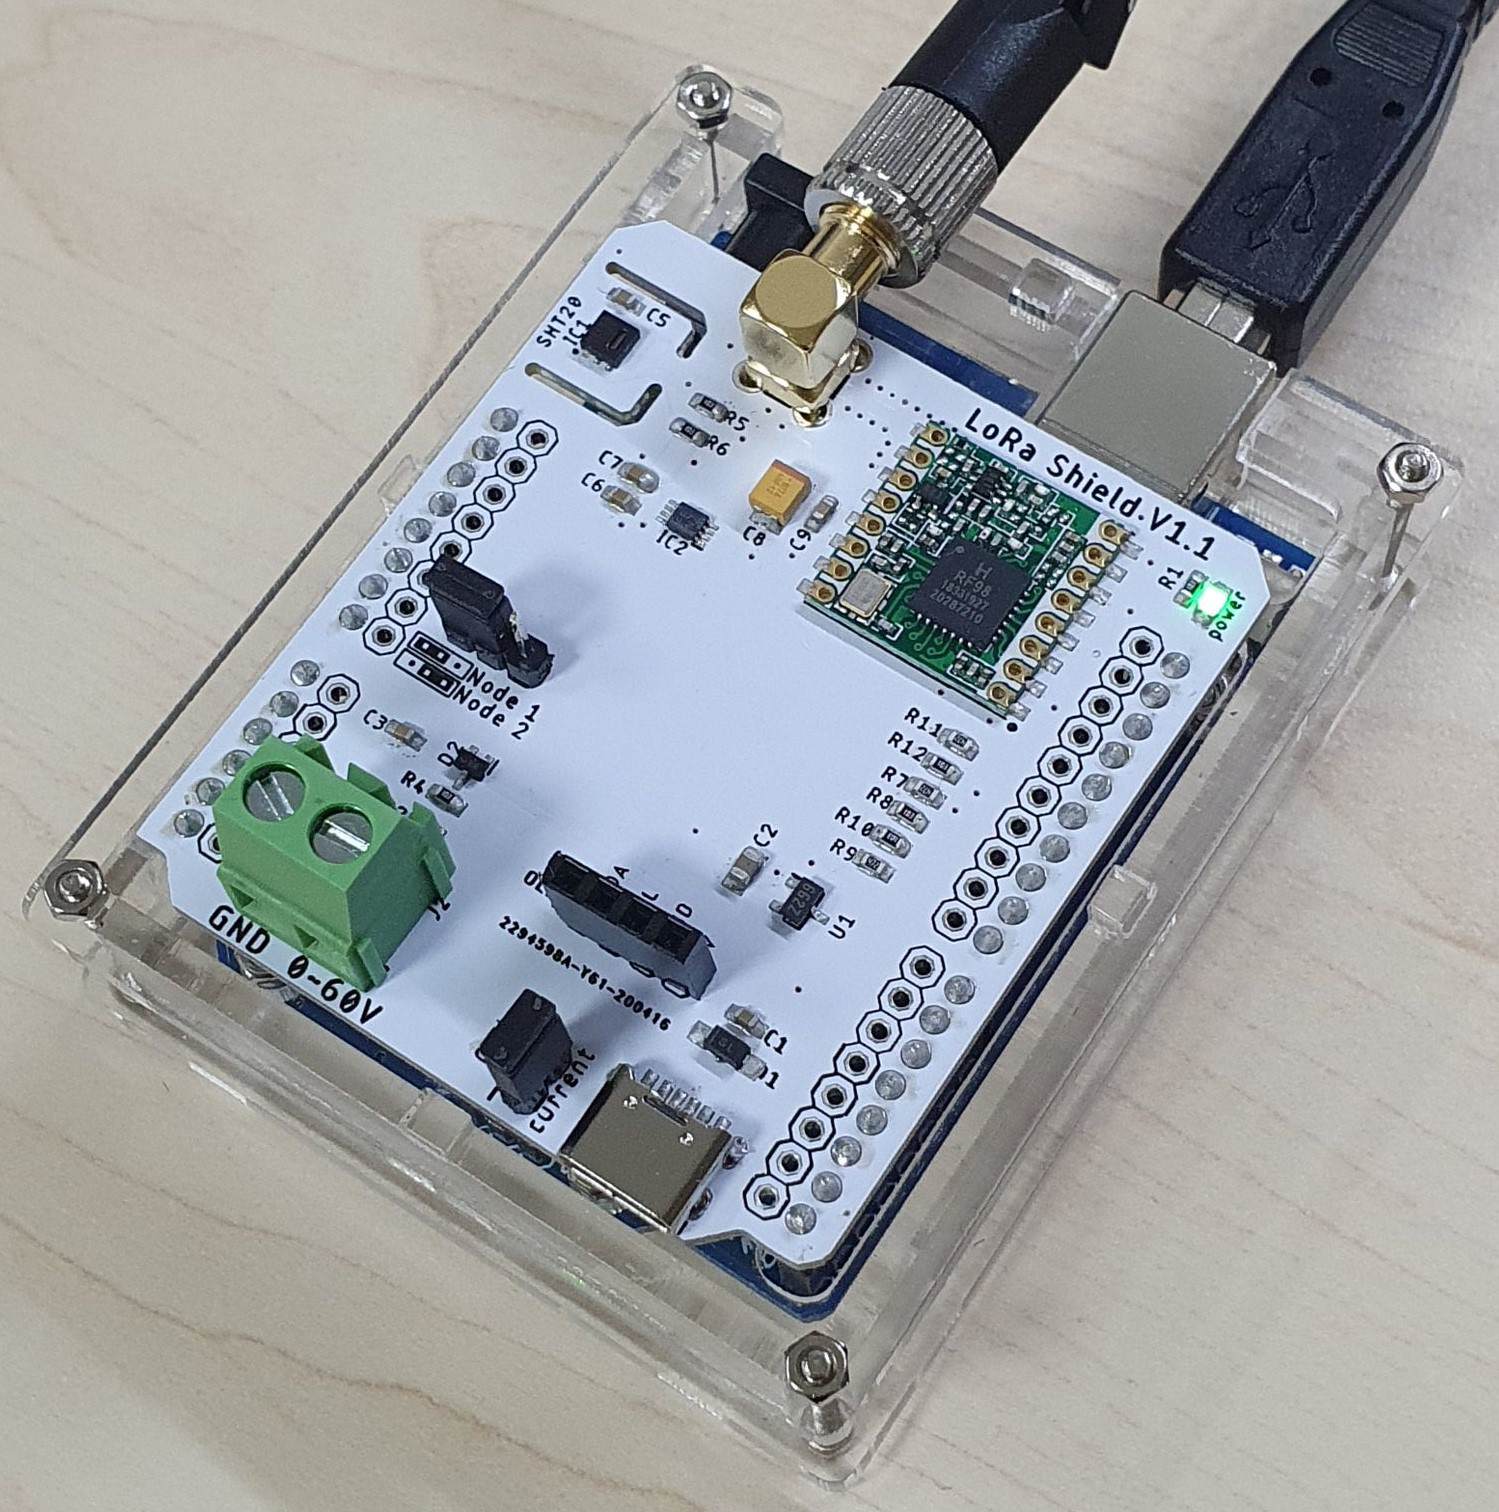 SHT20
IC1
C5
R5
R6
C7
C6
IC2
C8
C9
LoRa Shield.V1.1
R1
power
H
RF98
Node 1
Node 2
C3
R4
R11
R12
R7
R8
R10
R9
C2
U1
662Z
J2
GND 0~60V
2294598A-Y61-200416
C1
current